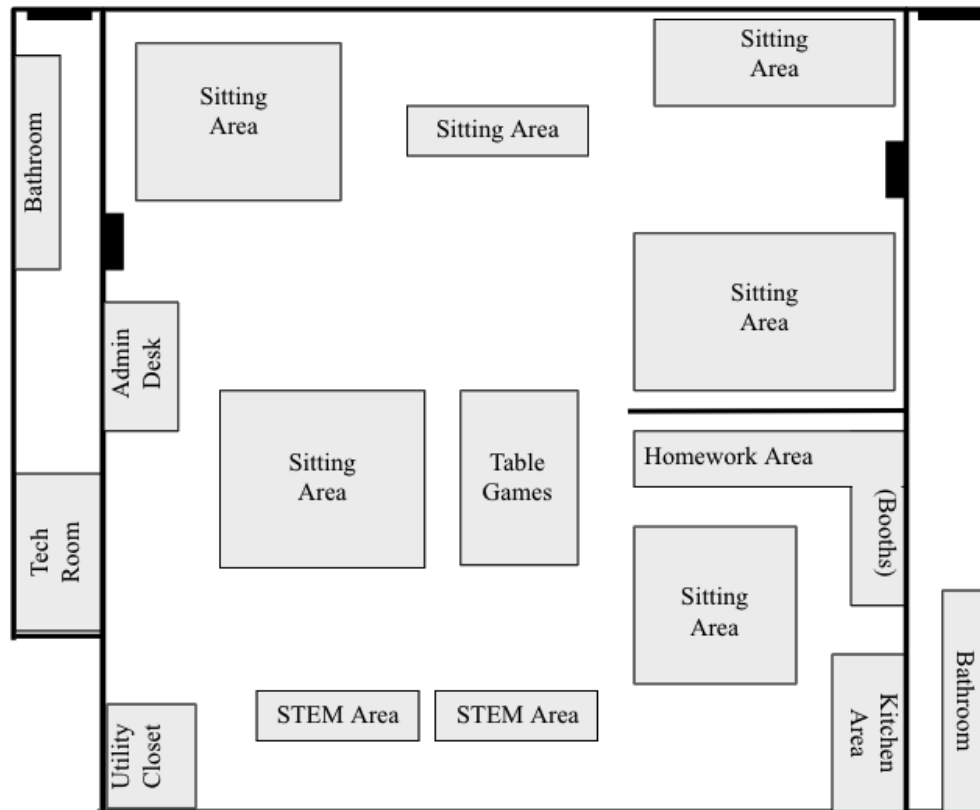 Sitting
Area
Sitting
Area
Sitting Area
Bathroom
Sitting
Area
Admin
Desk
Homework Area
Sitting
Area
Table
Games
(Booths)
Tech
Room
Sitting
Area
STEM Area
STEM Area
Utility
Closet
Kitchen
Area
Bathroom